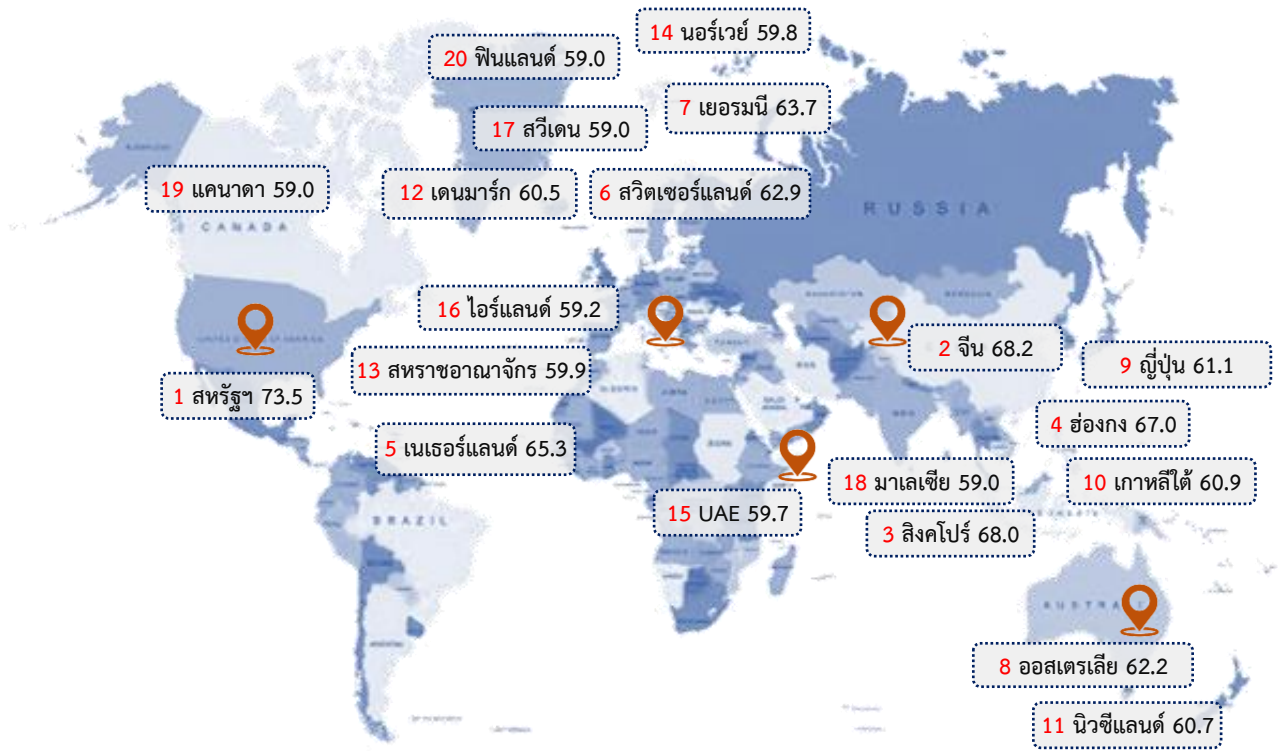 14 นอร์เวย์ 59.8
20 ฟินแลนด์ 59.0
7 เยอรมนี 63.7
17 สวีเดน 59.0
19 แคนาดา 59.0
12 เดนมาร์ก 60.5
6 สวิตเซอร์แลนด์ 62.9
RUSSIA
CANADA
16 ไอร์แลนด์ 59.2
2 จีน 68.2
9 ญี่ปุ่น 61.1
13 สหราชอาณาจักร 59.9
1 สหรัฐฯ 73.5
4 ฮ่องกง 67.0
5 เนเธอร์แลนด์ 65.3
18 มาเลเซีย 59.0
10 เกาหลีใต้ 60.9
15 UAE 59.7
BRAZIL
3 สิงคโปร์ 68.0
8 ออสเตรเลีย 62.2
11 นิวซีแลนด์ 60.7